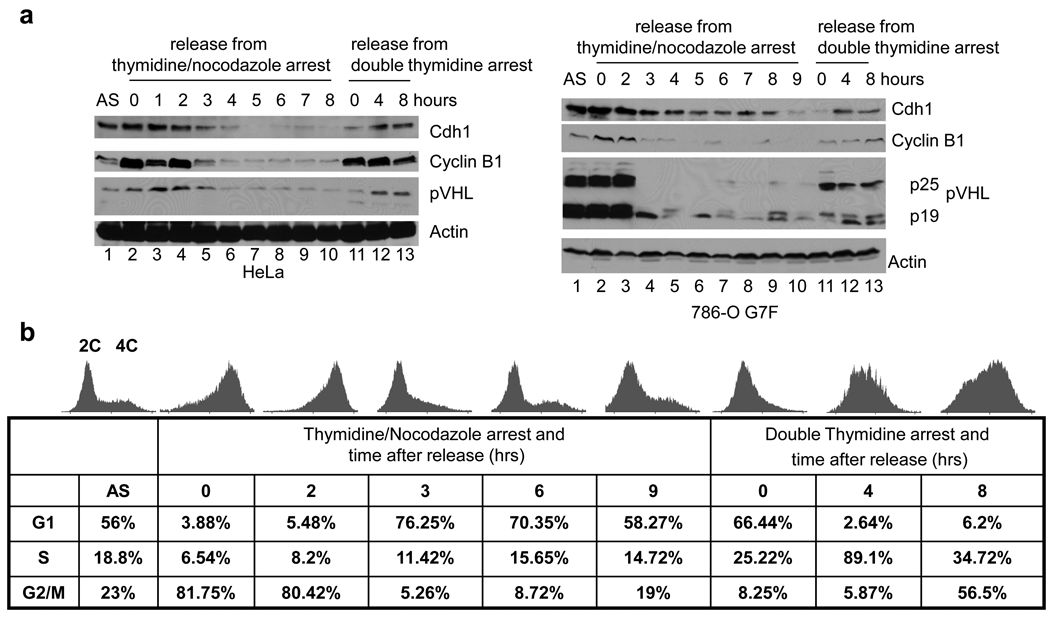 a
release from
thymidine/nocodazole arrest
release from
double thymidine arrest
AS 0 1 2 3 4 5 6 7 8 0 4 8 hours
Cdh1
Cyclin B1
pVHL
Actin
1 2 3 4 5 6 7 8 9 10 11 12 13
HeLa
release from
thymidine/nocodazole arrest
release from
double thymidine arrest
AS 0 2 3 4 5 6 7 8 9 0 4 8 hours
Cdh1
Cyclin B1
p25
pVHL
p19
Actin
1 2 3 4 5 6 7 8 9 10 11 12 13
786-O G7F
b
2C 4C
Thymidine/Nocodazole arrest and
time after release (hrs)
Double Thymidine arrest and
time after release (hrs)
AS 0 2 3 6 9 0 4 8
G1 56% 3.88% 5.48% 76.25% 70.35% 58.27% 66.44% 2.64% 6.2%
S 18.8% 6.54% 8.2% 11.42% 15.65% 14.72% 25.22% 89.1% 34.72%
G2/M 23% 81.75% 80.42% 5.26% 8.72% 19% 8.25% 5.87% 56.5%